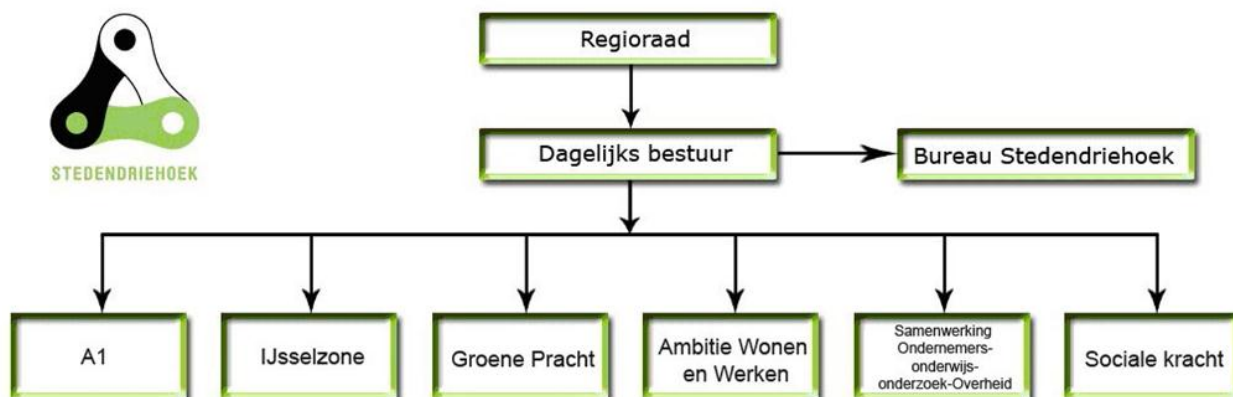 Regioraad
STEDENDRIEHOEK
Dagelijks bestuur
Bureau Stedendriehoek
A1
IJsselzone
Groene Pracht
Ambitie Wonen
en Werken
Samenwerking
Ondernemers-
onderwijs-
onderzoek-Overheid
Sociale kracht